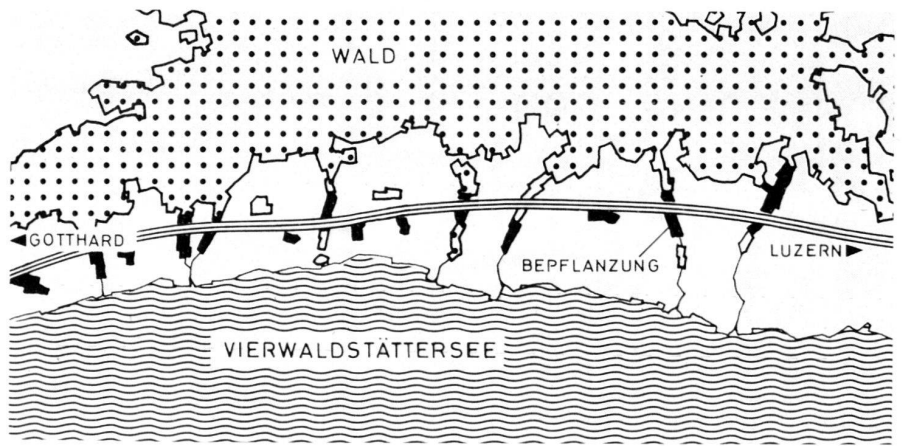 WALD
GOTTHARD
BEPFLANZUNG
LUZERN
VIERWALDSTÄTTERSEE